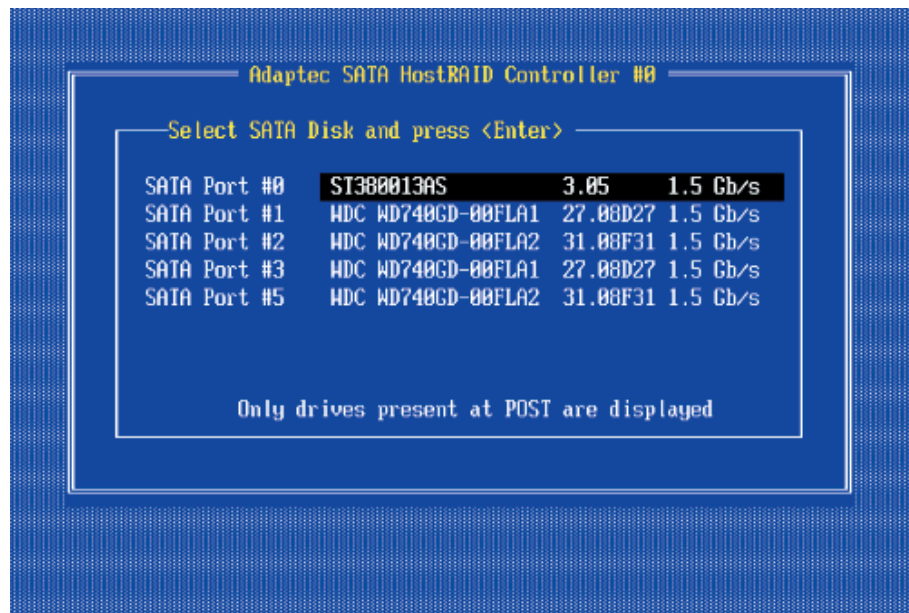 Adaptec SATA HostRAID Controller #0
Select SATA Disk and press <Enter>
SATA Port #0 ST380013AS 3.05 1.5 Gb/s
SATA Port #1 WDC WD740GD-00FLA1 27.08D27 1.5 Gb/s
SATA Port #2 WDC WD740GD-00FLA2 31.08F31 1.5 Gb/s
SATA Port #3 WDC WD740GD-00FLA1 27.08D27 1.5 Gb/s
SATA Port #5 WDC WD740GD-00FLA2 31.08F31 1.5 Gb/s
Only drives present at POST are displayed